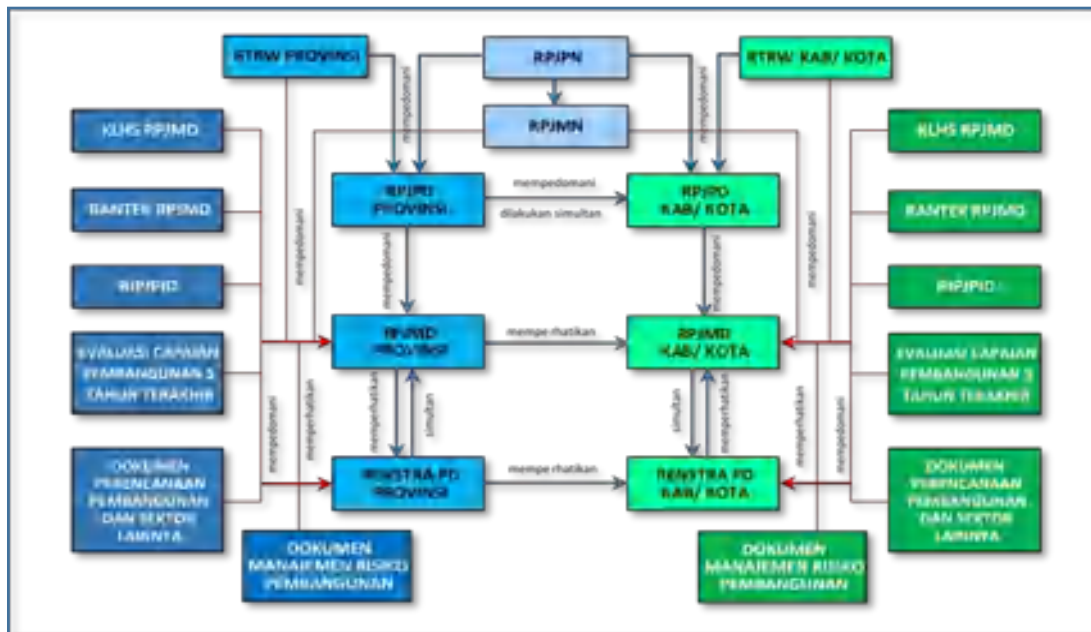 RTRW PROVINSI
RPJPN
RTRW KAB/ KOTA
RPJMN
mempedomani
mempedomani
KLHS RPJMD
KLHS RPJMD
RPJPD
PROVINSI
mempedomani
dilakukan simultan
RPJPD
KAB/ KOTA
RANTEK RPJMD
RANTEK RPJMD
mempedomani
mempedomani
mempedomani
mempedomani
RIPJPID
RIPJPID
RPJMD
PROVINSI
memperhatikan
RPJMD
KAB/ KOTA
EVALUASI CAPAIAN
PEMBANGUNAN 5
TAHUN TERAKHIR
EVALUASI CAPAIAN
PEMBANGUNAN 5
TAHUN TERAKHIR
mempedomani
memperhatikan
memperhatikan
simultan
simultan
memperhatikan
memperhatikan
mempedomani
RENSTRA PD
PROVINSI
memperhatikan
RENSTRA PD
KAB/ KOTA
DOKUMEN
PERENCANAAN
PEMBANGUNAN
DAN SEKTOR
LAINNYA
DOKUMEN
PERENCANAAN
PEMBANGUNAN
DAN SEKTOR
LAINNYA
DOKUMEN
MANAJEMEN RISIKO
PEMBANGUNAN
DOKUMEN
MANAJEMEN RISIKO
PEMBANGUNAN